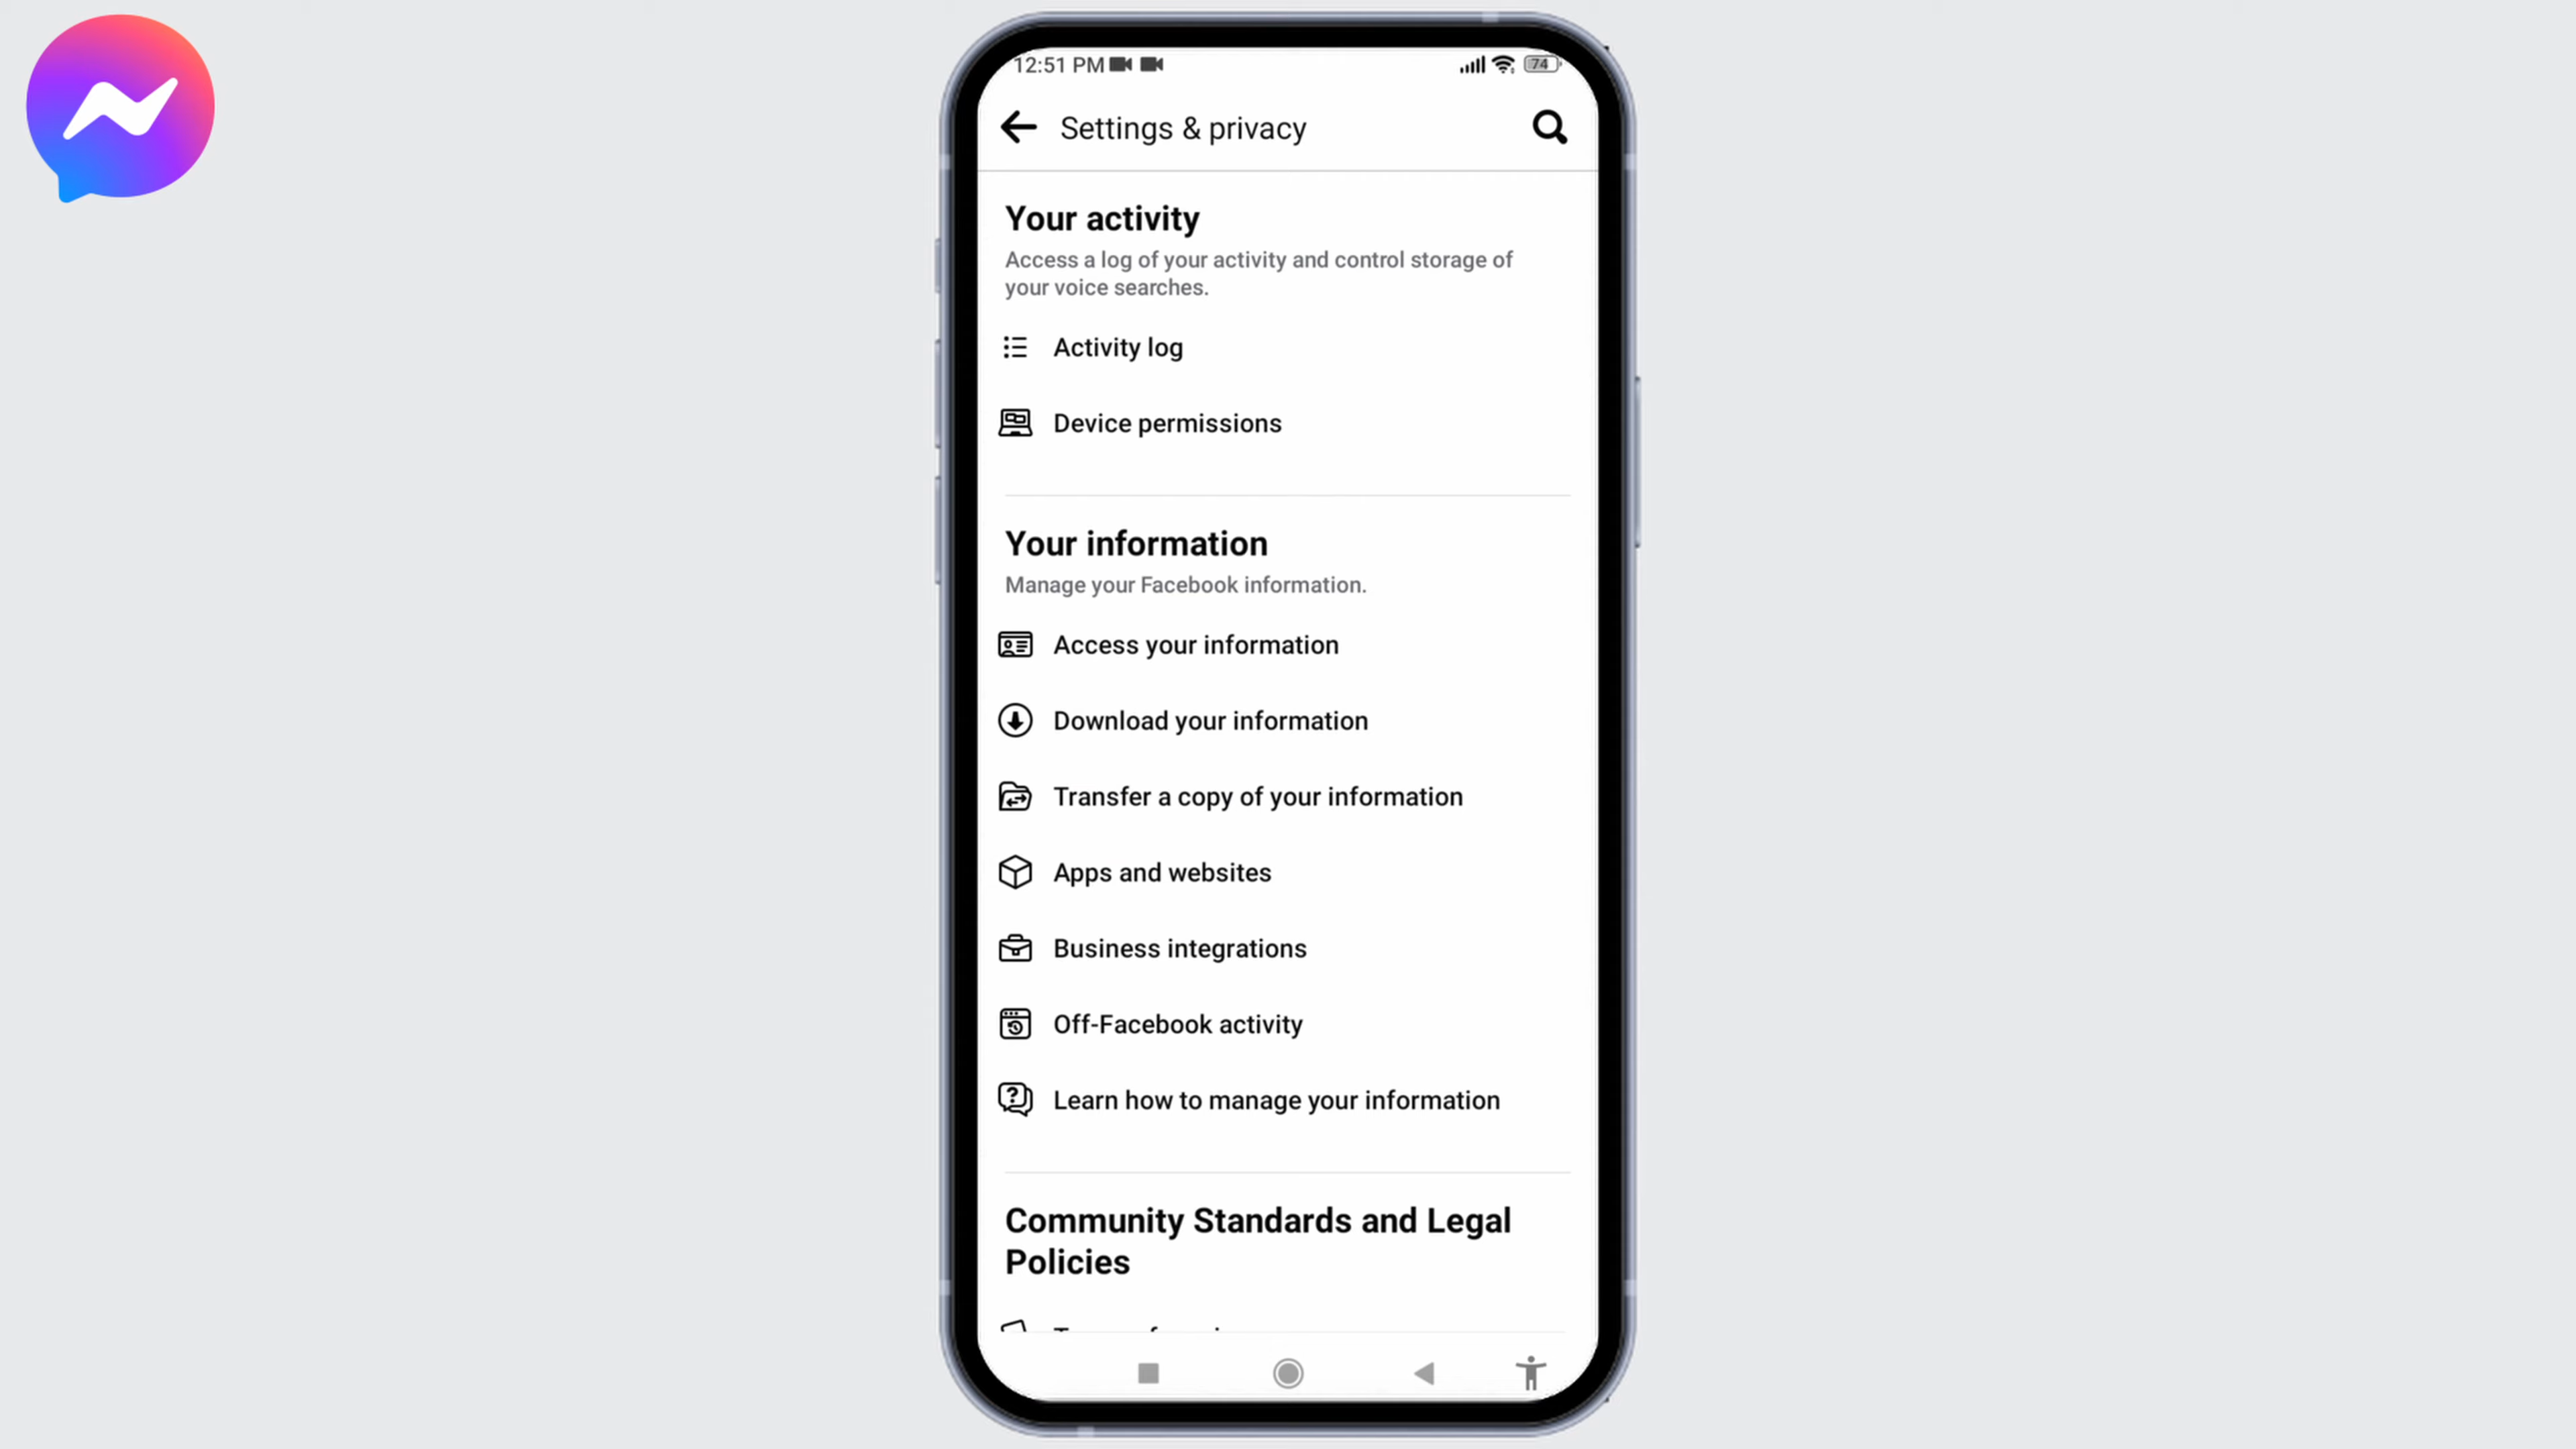 12:51 PM
74
Settings & privacy
Your activity
Access a log of your activity and control storage of
your voice searches.
Activity log
Device permissions
Your information
Manage your Facebook information.
Access your information
Download your information
Transfer a copy of your information
Apps and websites
Business integrations
Off-Facebook activity
Learn how to manage your information
Community Standards and Legal
Policies